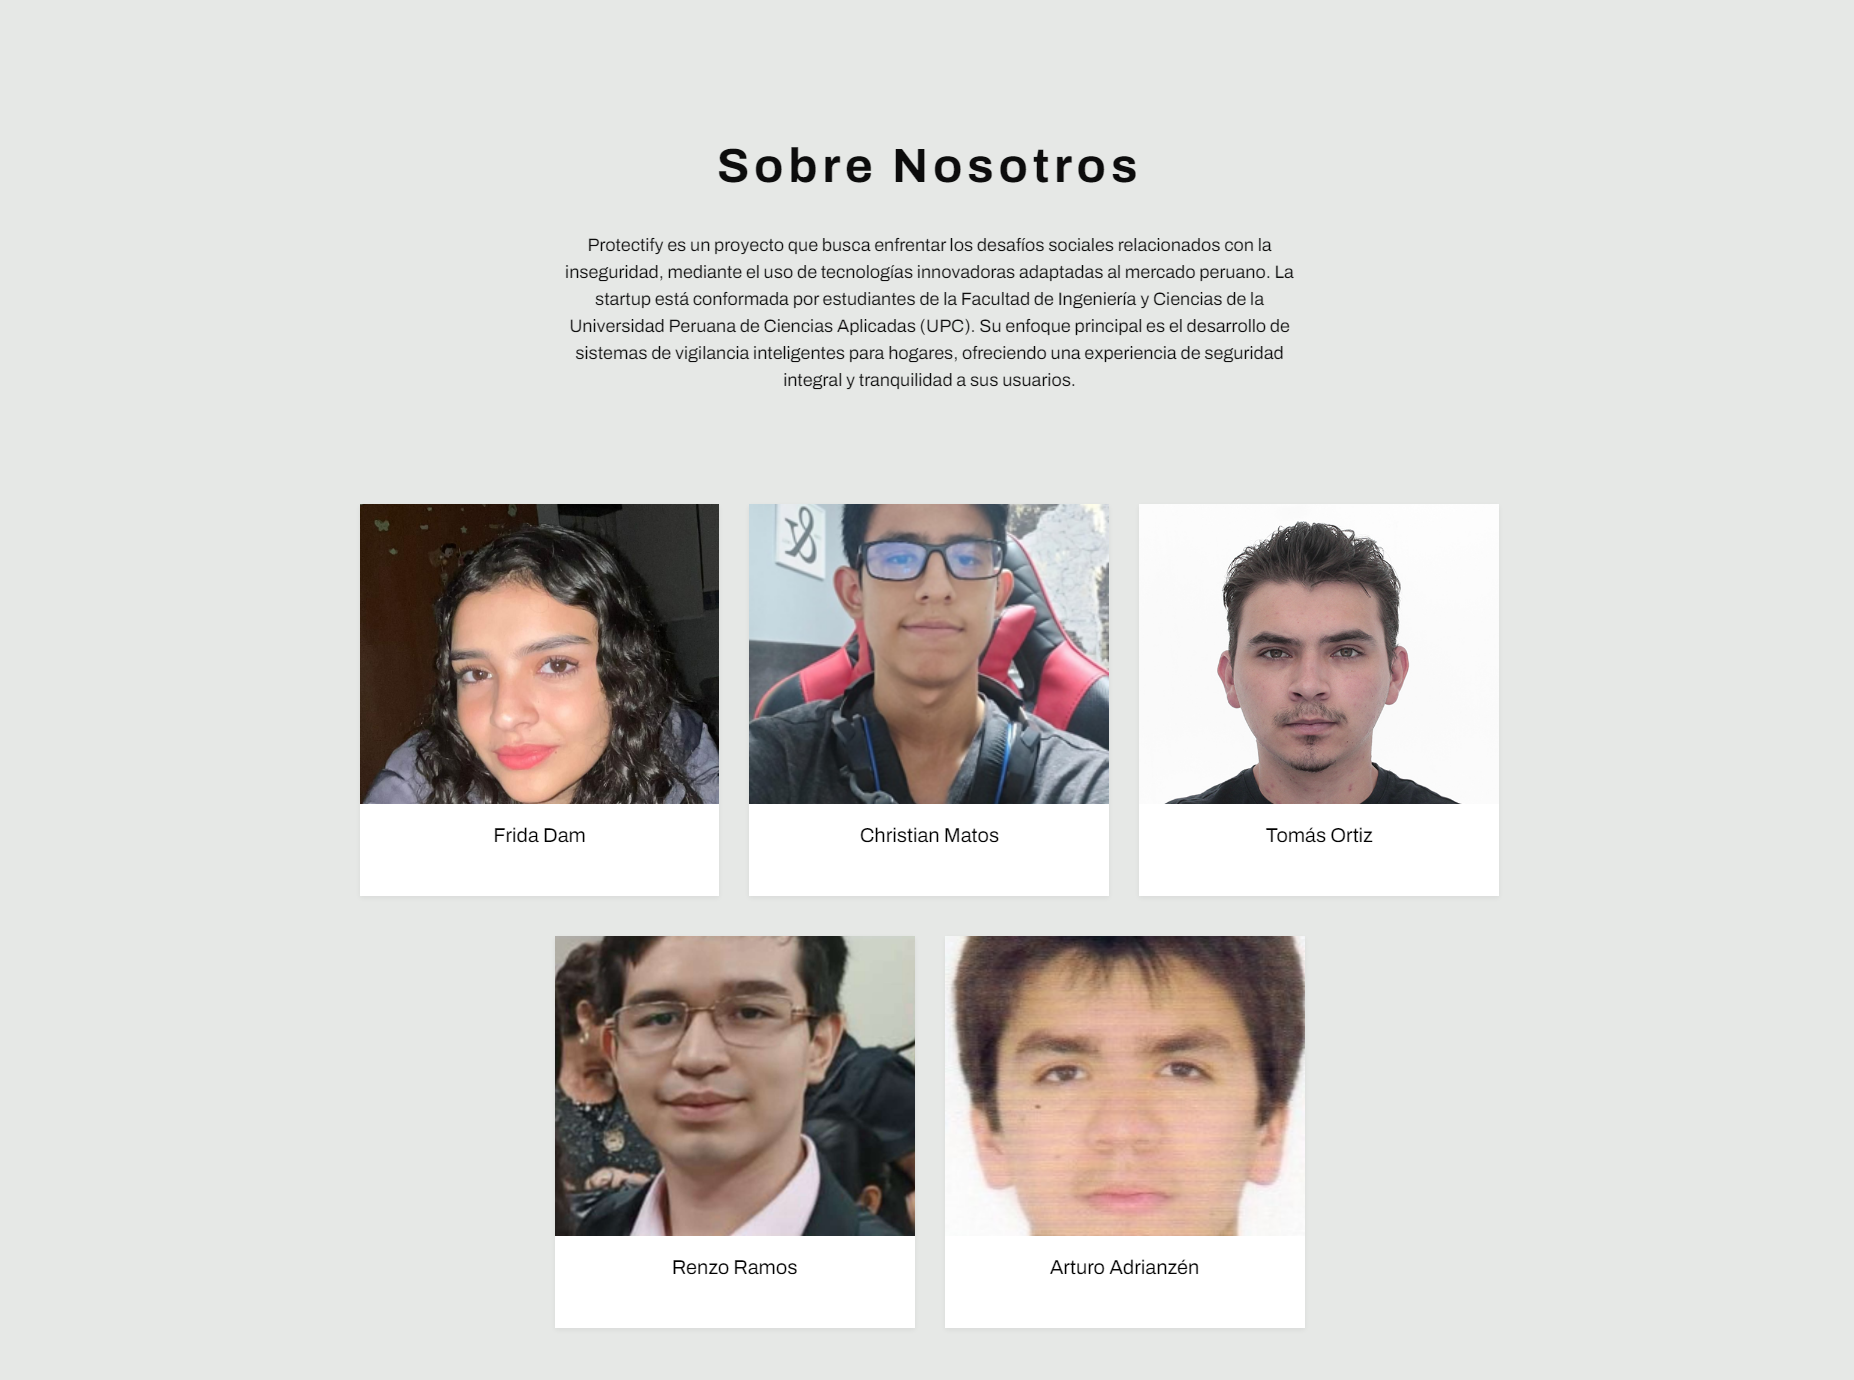 Sobre Nosotros
Protectify es un proyecto que busca enfrentar los desafíos sociales relacionados con la
inseguridad, mediante el uso de tecnologías innovadoras adaptadas al mercado peruano. La
startup está conformada por estudiantes de la Facultad de Ingeniería y Ciencias de la
Universidad Peruana de Ciencias Aplicadas (UPC). Su enfoque principal es el desarrollo de
sistemas de vigilancia inteligentes para hogares, ofreciendo una experiencia de seguridad
integral y tranquilidad a sus usuarios.
Frida Dam
Christian Matos
Tomás Ortiz
Renzo Ramos
Arturo Adrianzén